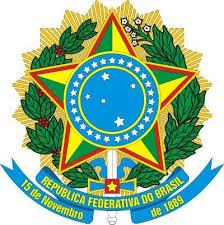 REPÚBLICA FEDERATIVA DO BRASIL
15 de Novembro de 1889